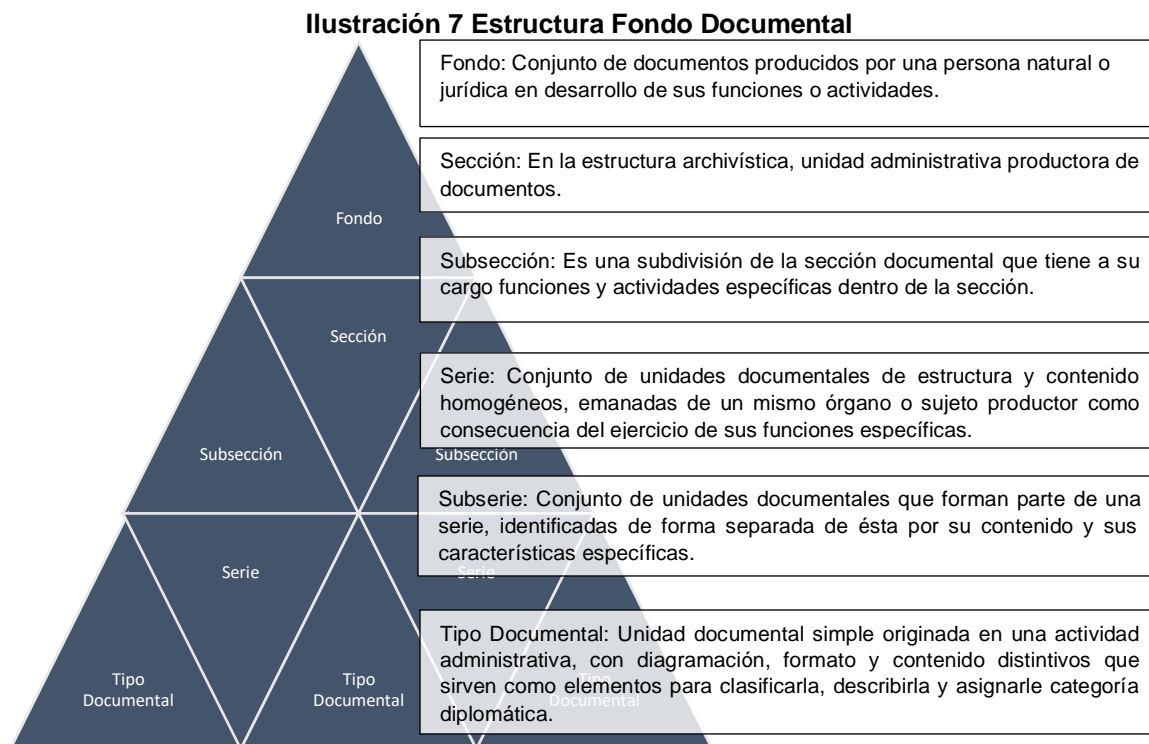 Ilustración 7 Estructura Fondo Documental
Fondo: Conjunto de documentos producidos por una persona natural o
jurídica en desarrollo de sus funciones o actividades.
Sección: En la estructura archivística, unidad administrativa productora de
documentos.
Fondo
Subsección: Es una subdivisión de la sección documental que tiene a su
cargo funciones y actividades específicas dentro de la sección.
Sección
Serie: Conjunto de unidades documentales de estructura y contenido
homogéneos, emanadas de un mismo órgano o sujeto productor como
consecuencia del ejercicio de sus funciones específicas.
Subsección
Subsección
Subserie: Conjunto de unidades documentales que forman parte de una
serie, identificadas de forma separada de ésta por su contenido y sus
características específicas.
Serie
Serie
Tipo Documental: Unidad documental simple originada en una actividad
administrativa, con diagramación, formato y contenido distintivos que
sirven como elementos para clasificarla, describirla y asignarle categoría
diplomática.
Tipo
Documental
Tipo
Documental
Tipo
Documental